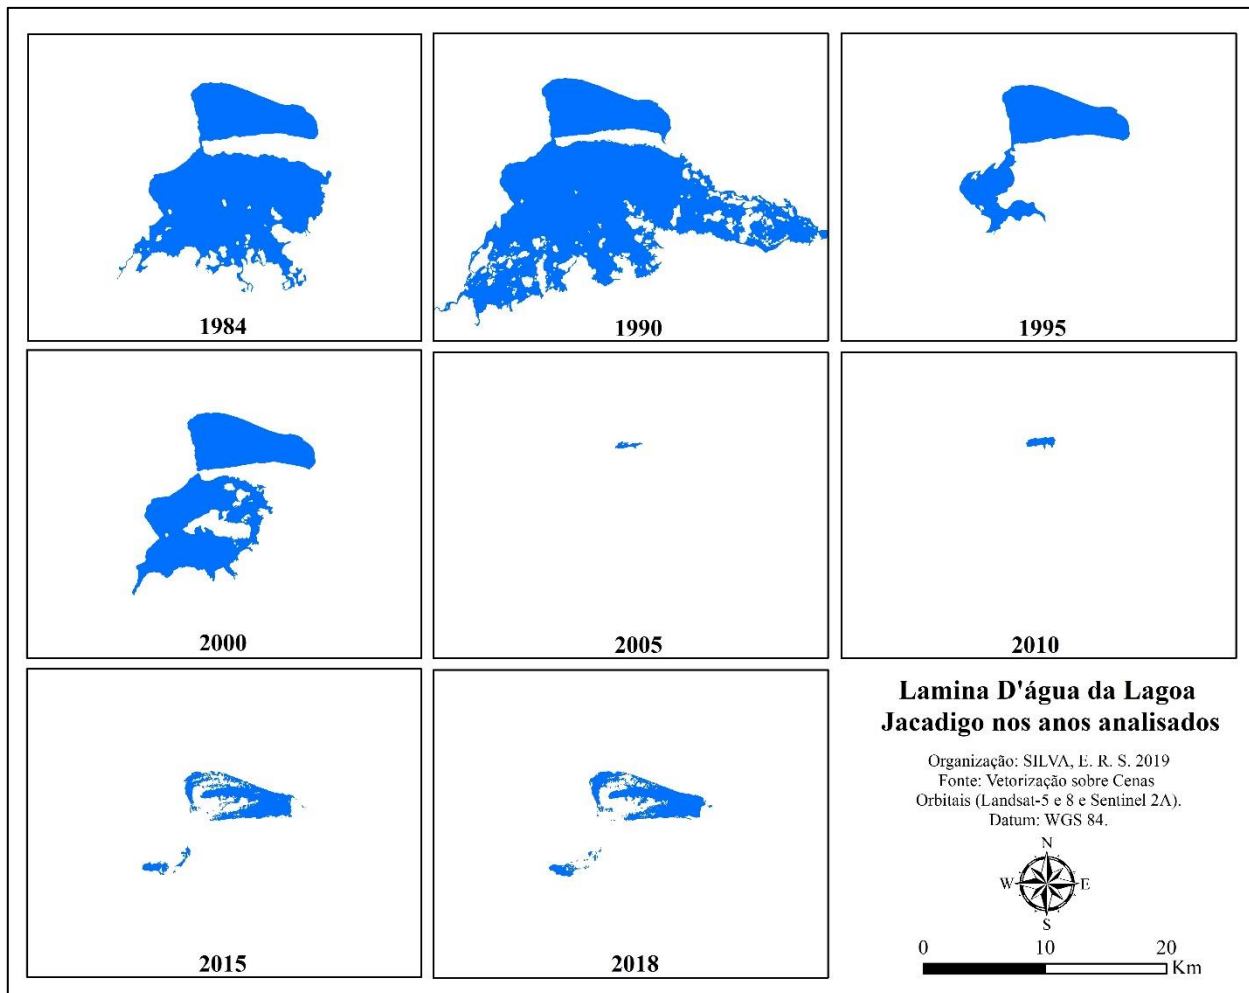 1984
1990
1995
2000
2005
2010
2015
2018
Lamina D'água da Lagoa
Jacadigo nos anos analisados
Organização: SILVA, E. R. S. 2019
Fonte: Vetorização sobre Cenas
Orbitais (Landsat-5 e 8 e Sentinel 2A).
Datum: WGS 84.
N
W E
S
0 10 20
Km